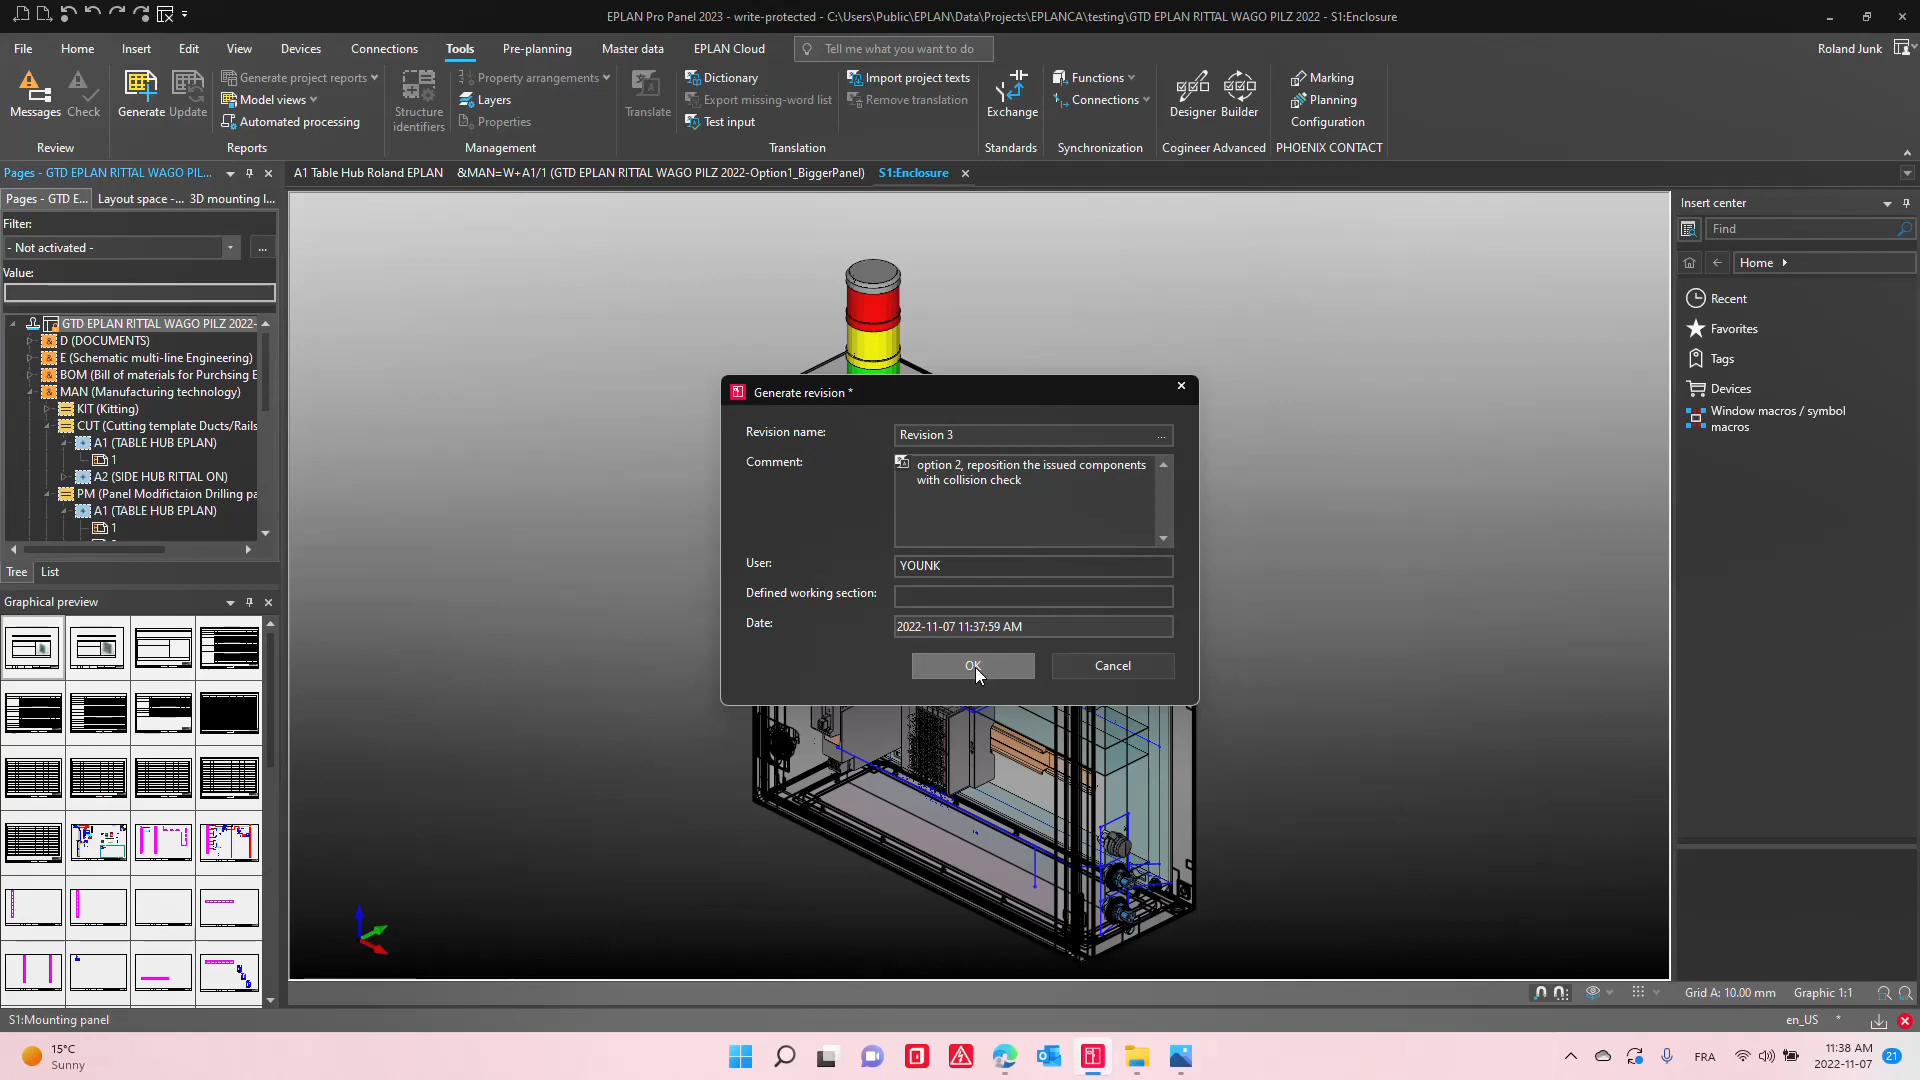 EPLAN Pro Panel 2023 - write-protected - C:\Users\Public\EPLAN\Data\Projects\EPLANCA\testing\GTD EPLAN RITTAL WAGO PILZ 2022 - S1:Enclosure
File Home Insert Edit View Devices Connections Tools Pre-planning Master data EPLAN Cloud Tell me what you want to do Roland Junk
Messages Check
Review
Generate Update
Generate project reports
Model views
Automated processing
Reports
Structure identifiers
Property arrangements
Layers
Properties
Management
Translate
Dictionary
Export missing-word list
Test input
Import project texts
Remove translation
Translation
Exchange
Standards
Functions
Connections
Synchronization
Designer Builder
Cogineer Advanced
Marking
Planning
Configuration
PHOENIX CONTACT
Pages - GTD EPLAN RITTAL WAGO PIL...
A1 Table Hub Roland EPLAN &MAN=W+A1/1 (GTD EPLAN RITTAL WAGO PILZ 2022-Option1_BiggerPanel) S1:Enclosure
Pages - GTD E... Layout space -... 3D mounting l...
Filter:
- Not activated -
...
Value:
GTD EPLAN RITTAL WAGO PILZ 2022-
D (DOCUMENTS)
E (Schematic multi-line Engineering)
BOM (Bill of materials for Purchsing E
MAN (Manufacturing technology)
KIT (Kitting)
CUT (Cutting template Ducts/Rails
A1 (TABLE HUB EPLAN)
1
A2 (SIDE HUB RITTAL ON)
PM (Panel Modifictaion Drilling pa
A1 (TABLE HUB EPLAN)
1
Tree List
Graphical preview
Generate revision *
Revision name:
Revision 3
...
Comment:
option 2, reposition the issued components
with collision check
User:
YOUNK
Defined working section:
Date:
2022-11-07 11:37:59 AM
OK
Cancel
Insert center
Find
Home
Recent
Favorites
Tags
Devices
Window macros / symbol
macros
Grid A: 10.00 mm Graphic 1:1
S1:Mounting panel
en_US *
15°C
Sunny
FRA
11:38 AM
2022-11-07
21